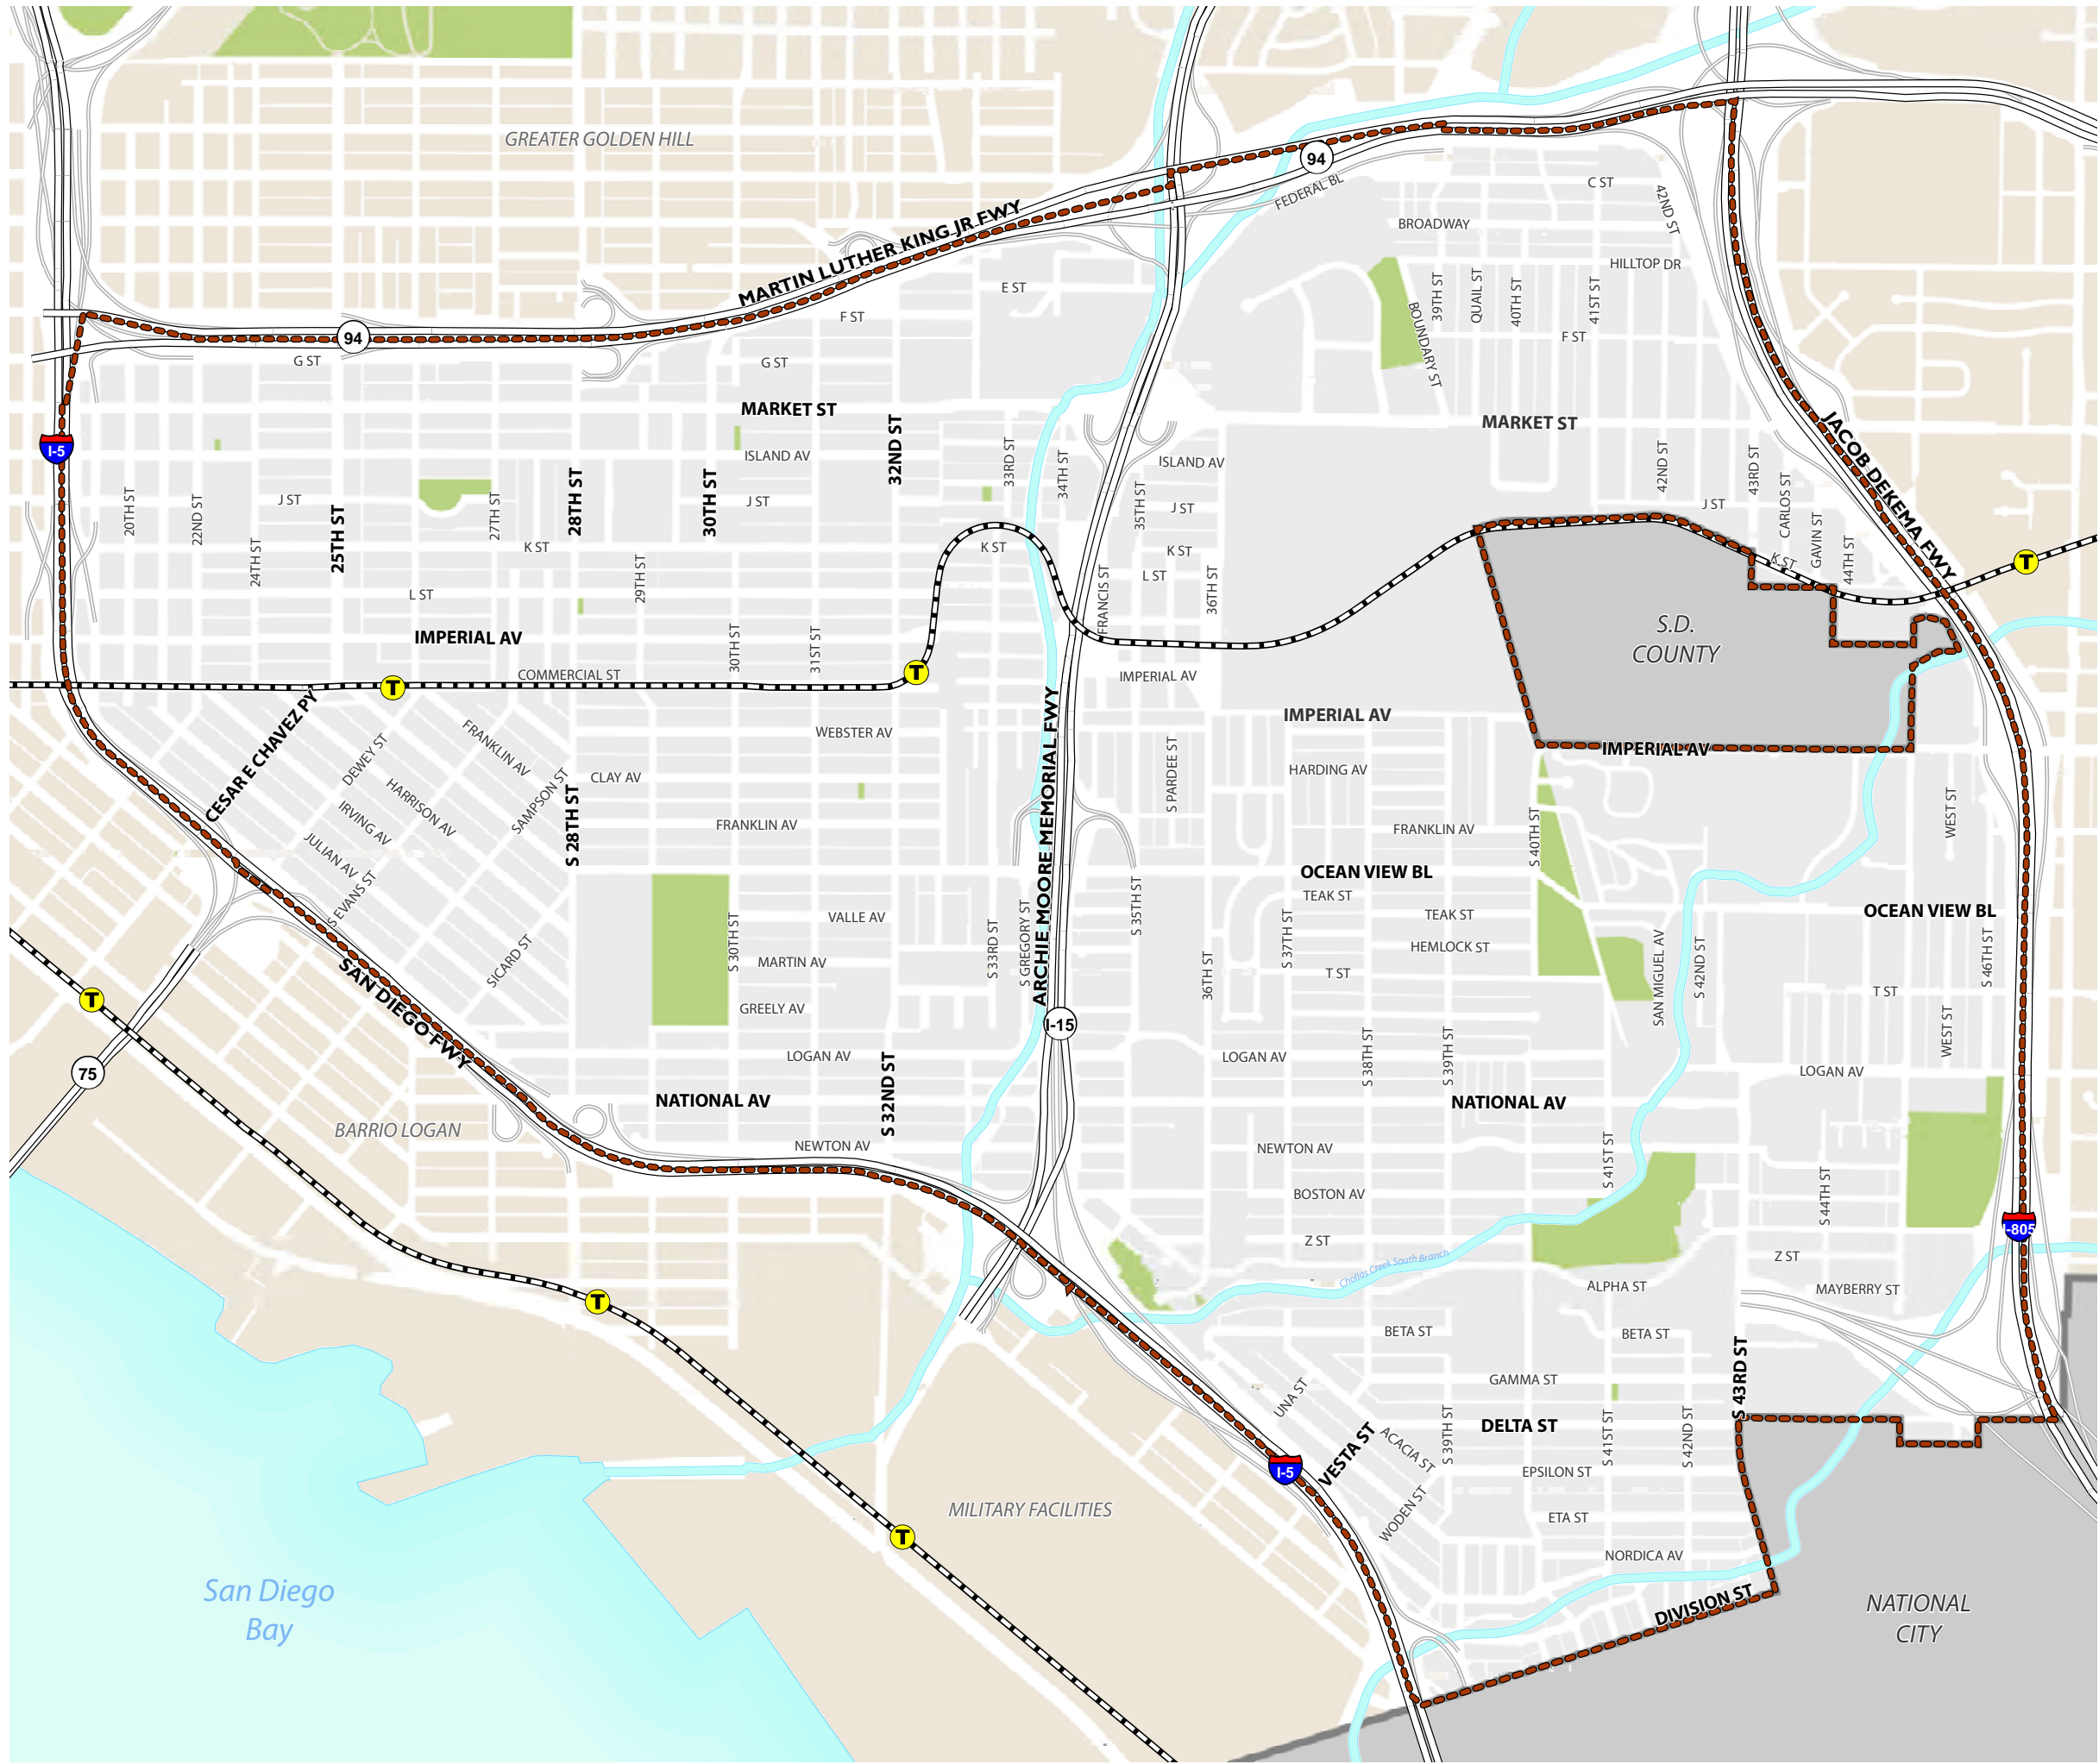 GREATER GOLDEN HILL
94
FEDERAL BL
C ST
42ND ST
BROADWAY
MARTIN LUTHER KING JR FWY
HILLTOP DR
E ST
39TH ST
QUAIL ST
40TH ST
41ST ST
BOUNDARY ST
F ST
F ST
94
G ST
G ST
MARKET ST
MARKET ST
32ND ST
JACOB DEKEMA FWY
I-5
ISLAND AV
33RD ST
34TH ST
ISLAND AV
42ND ST
43RD ST
CARLOS ST
20TH ST
22ND ST
J ST
25TH ST
27TH ST
28TH ST
30TH ST
J ST
35TH ST
J ST
J ST
GAVIN ST
44TH ST
24TH ST
K ST
29TH ST
K ST
K ST
K ST
T
L ST
L ST
FRANCIS ST
36TH ST
IMPERIAL AV
30TH ST
31ST ST
S.D.
COUNTY
COMMERCIAL ST
T
T
IMPERIAL AV
CESAR E CHAVEZ PY
FRANKLIN AV
WEBSTER AV
IMPERIAL AV
IMPERIAL AV
DEWEY ST
HARRISON AV
SAMPSON ST
CLAY AV
S PARDEE ST
HARDING AV
WEST ST
IRVING AV
JULIAN AV
S 28TH ST
FRANKLIN AV
ARCHIE MOORE MEMORIAL FWY
FRANKLIN AV
S 40TH ST
OCEAN VIEW BL
S EVANS ST
TEAK ST
S 35TH ST
VALLE AV
TEAK ST
OCEAN VIEW BL
S 30TH ST
S 33RD ST
S GREGORY ST
S 37TH ST
HEMLOCK ST
SICARD ST
MARTIN AV
36TH ST
T ST
SAN MIGUEL AV
S 42ND ST
S 46TH ST
T
SAN DIEGO FWY
GREELY AV
T ST
I-15
WEST ST
75
LOGAN AV
LOGAN AV
S 38TH ST
S 39TH ST
LOGAN AV
NATIONAL AV
S 32ND ST
NATIONAL AV
BARRIO LOGAN
NEWTON AV
NEWTON AV
S 41ST ST
BOSTON AV
S 44TH ST
I-805
Z ST
Z ST
Chollas Creek South Branch
ALPHA ST
MAYBERRY ST
T
BETA ST
BETA ST
S 43RD ST
GAMMA ST
UNA ST
DELTA ST
S 39TH ST
S 41ST ST
S 42ND ST
VESTA ST
ACACIA ST
I-5
EPSILON ST
WODEN ST
MILITARY FACILITIES
ETA ST
T
NORDICA AV
San Diego
Bay
DIVISION ST
NATIONAL
CITY